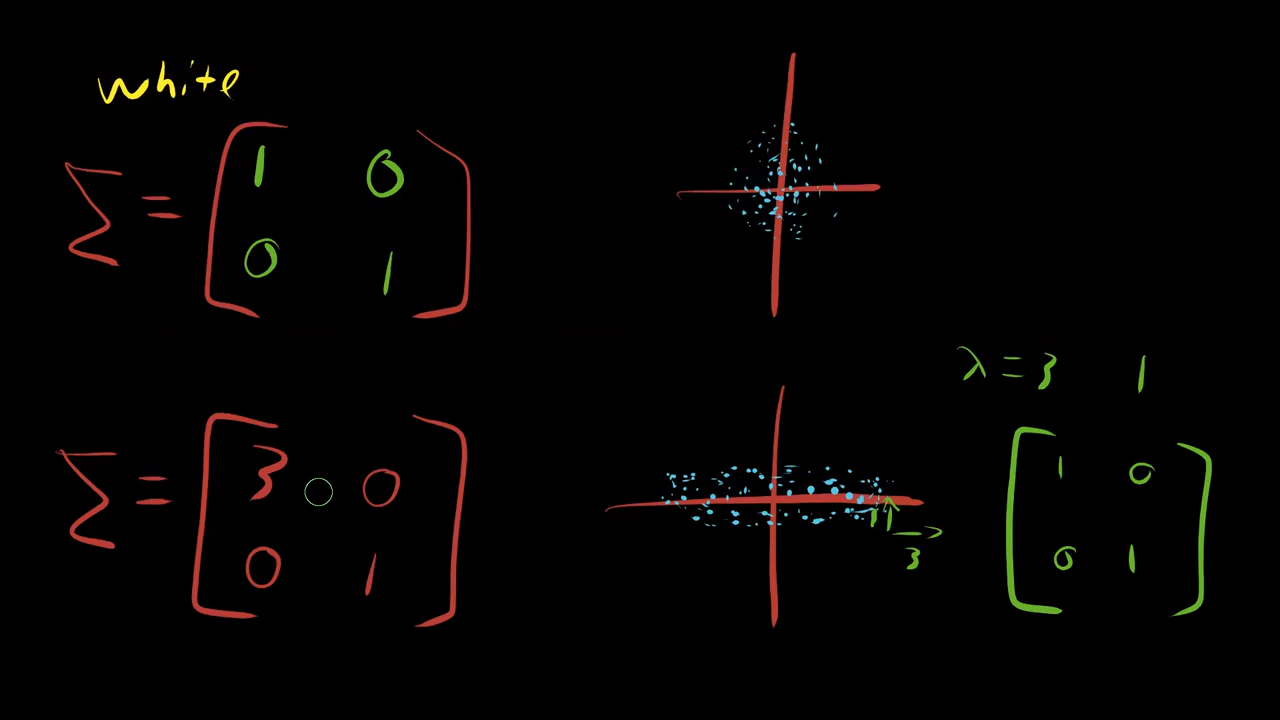 white
Σ = [1 0
0 1]
λ = 3 1
Σ = [3 0
0 1]
→
3
[1 0
0 1]